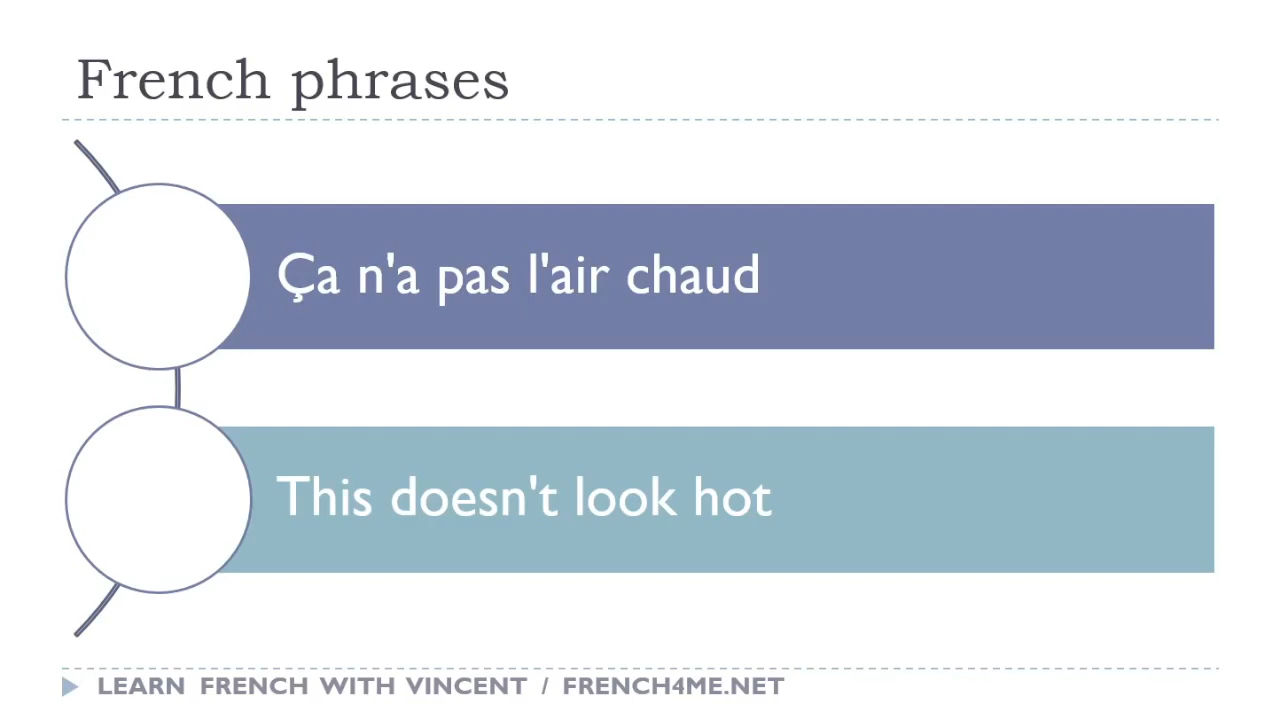 French phrases
Ça n'a pas l'air chaud
This doesn't look hot
LEARN FRENCH WITH VINCENT / FRENCH4ME.NET